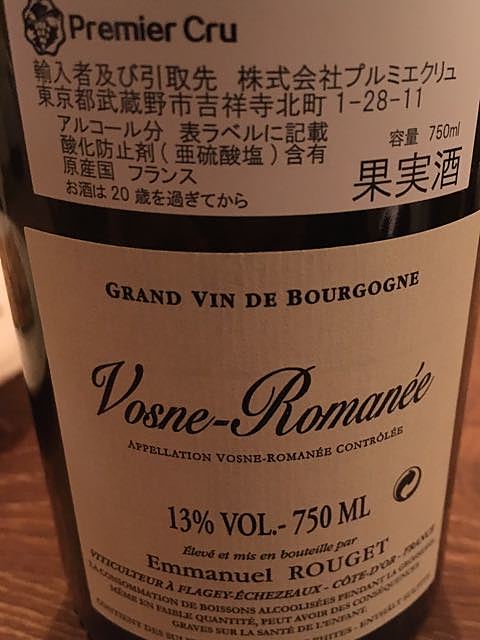 Premier Cru
輸入者及び引取先 株式会社プルミエクリュ
東京都武蔵野市吉祥寺北町 1-28-11
アルコール分 表ラベルに記載
酸化防止剤(亜硫酸塩)含有
容量 750ml
原産国 フランス
果実酒
お酒は20歳を過ぎてから
GRAND VIN DE BOURGOGNE
Vosne-Romanée
APPELLATION VOSNE-ROMANÉE CONTRÔLÉE
13% VOL.- 750 ML
Élevé et mis en bouteille par
Emmanuel ROUGET
VITICULTEUR À FLAGEY-ÉCHEZEAUX - CÔTE-D'OR - FRANCE
LA CONSOMMATION DE BOISSONS ALCOOLISÉES PENDANT LA GROSSESSE,
MÊME EN FAIBLE QUANTITÉ, PEUT AVOIR DES CONSÉQUENCES
GRAVES SUR LA SANTÉ DE L'ENFANT.
CONTIENT DES